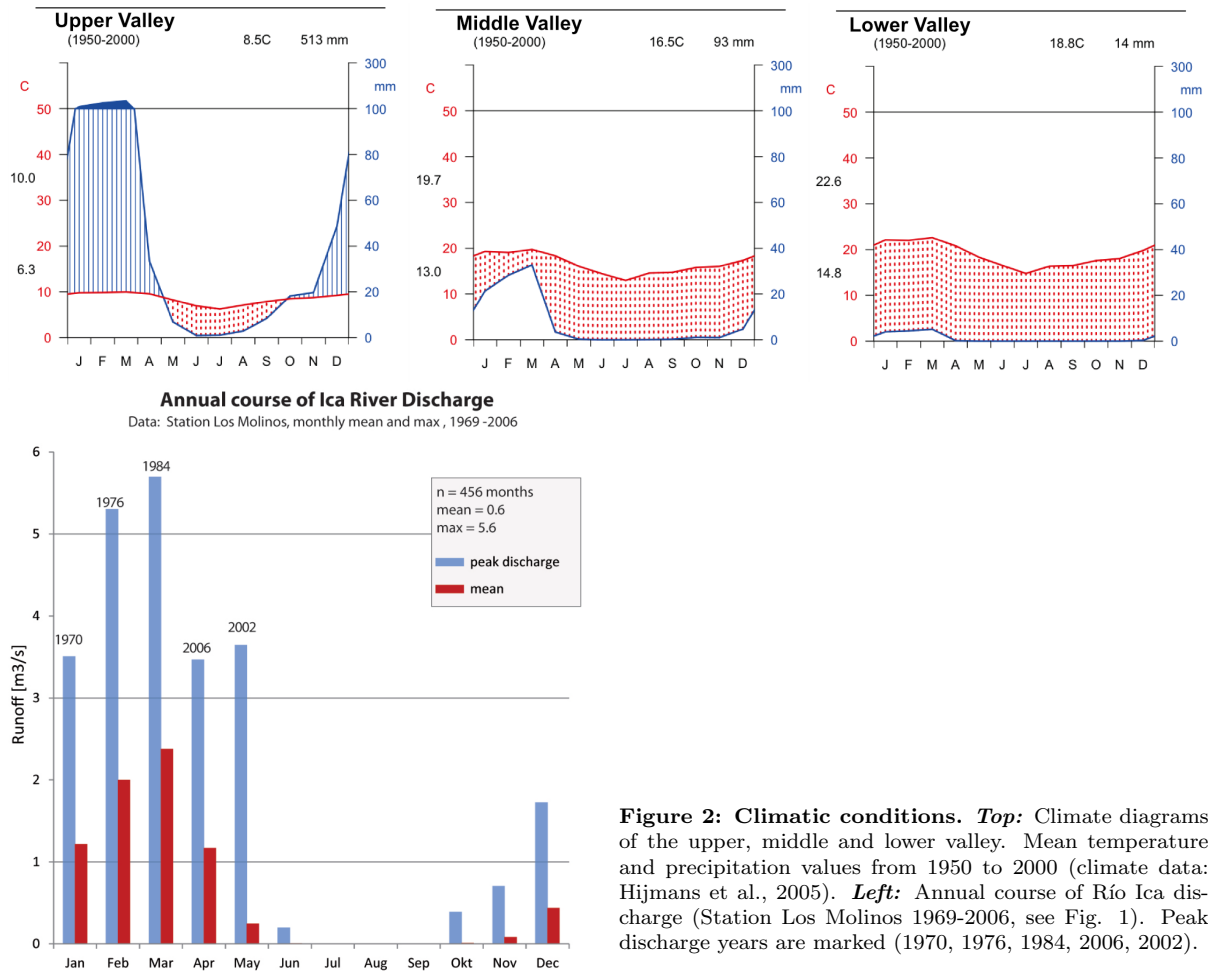 Upper Valley
(1950-2000) 8.5C 513 mm
C
300
mm
50
100
40
80
10.0
30
60
20
40
6.3
10
20
0
0
J F M A M J J A S O N D
Middle Valley
(1950-2000) 16.5C 93 mm
C
300
mm
50
100
40
80
19.7
30
60
20
40
13.0
10
20
0
0
J F M A M J J A S O N D
Lower Valley
(1950-2000) 18.8C 14 mm
C
300
mm
50
100
40
80
22.6
30
60
20
40
14.8
10
20
0
0
J F M A M J J A S O N D
Annual course of Ica River Discharge
Data: Station Los Molinos, monthly mean and max , 1969 -2006
Runoff [m3/s]
6
5
4
3
2
1
0
1970
1976
1984
2006
2002
n = 456 months
mean = 0.6
max = 5.6
peak discharge
mean
Jan Feb Mar Apr May Jun Jul Aug Sep Okt Nov Dec
Figure 2: Climatic conditions. Top: Climate diagrams
of the upper, middle and lower valley. Mean temperature
and precipitation values from 1950 to 2000 (climate data:
Hijmans et al., 2005). Left: Annual course of Río Ica dis-
charge (Station Los Molinos 1969-2006, see Fig. 1). Peak
discharge years are marked (1970, 1976, 1984, 2006, 2002).